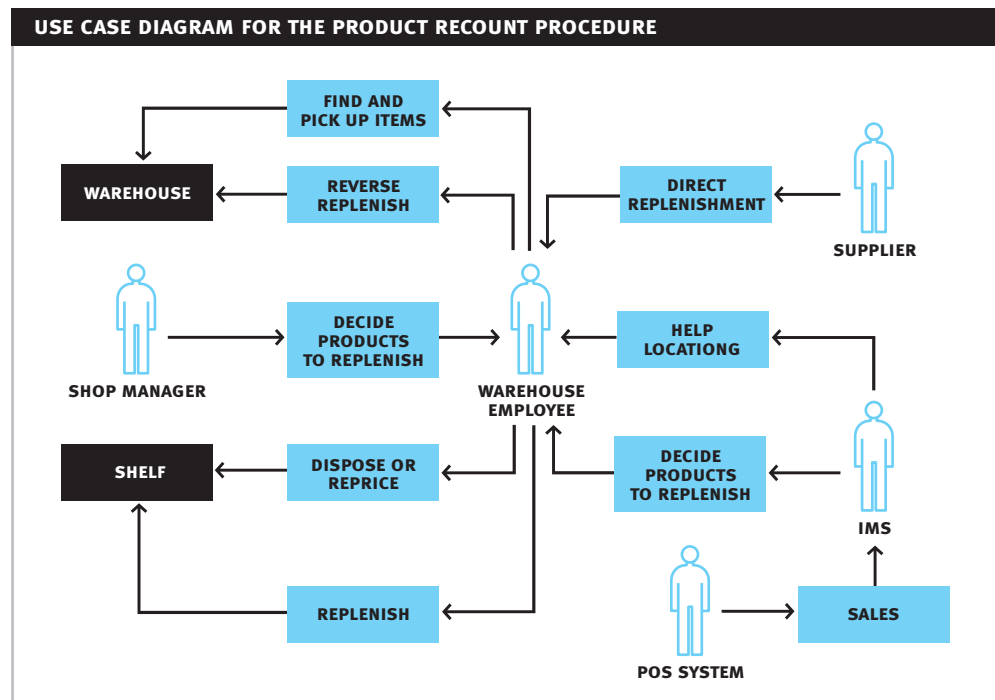 USE CASE DIAGRAM FOR THE PRODUCT RECOUNT PROCEDURE
FIND AND
PICK UP ITEMS
WAREHOUSE
REVERSE
REPLENISH
DIRECT
REPLENISHMENT
SUPPLIER
SHOP MANAGER
DECIDE
PRODUCTS
TO REPLENISH
WAREHOUSE
EMPLOYEE
HELP
LOCATIONG
SHELF
DISPOSE OR
REPRICE
DECIDE
PRODUCTS
TO REPLENISH
IMS
REPLENISH
POS SYSTEM
SALES